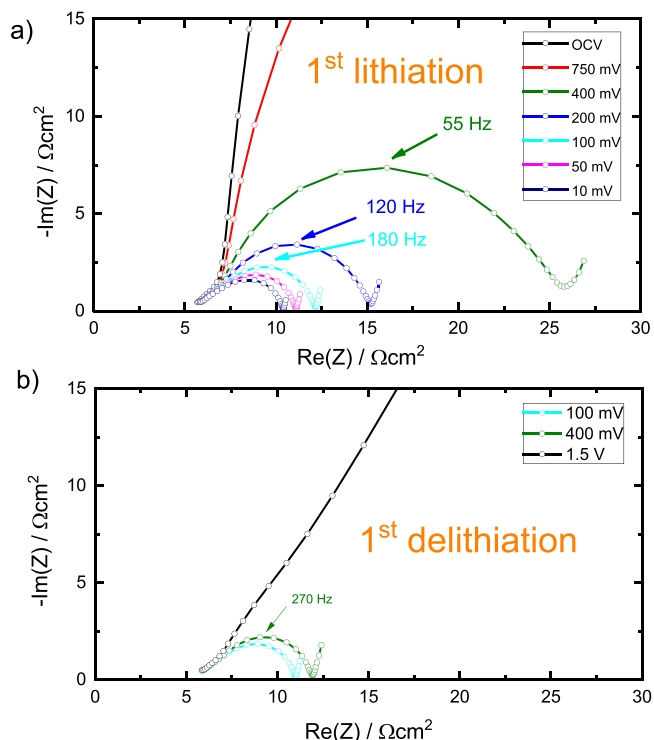 a)
1st lithiation
OCV
750 mV
400 mV
200 mV
100 mV
50 mV
10 mV
55 Hz
120 Hz
180 Hz
15
10
5
0
0 5 10 15 20 25 30
-Im(Z) / Ωcm²
Re(Z) / Ωcm²
b)
100 mV
400 mV
1.5 V
1st delithiation
270 Hz
15
10
5
0
0 5 10 15 20 25 30
-Im(Z) / Ωcm²
Re(Z) / Ωcm²